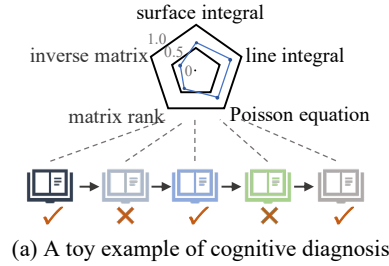 surface integral
1.0
0.5
0
inverse matrix
line integral
matrix rank
Poisson equation
(a) A toy example of cognitive diagnosis